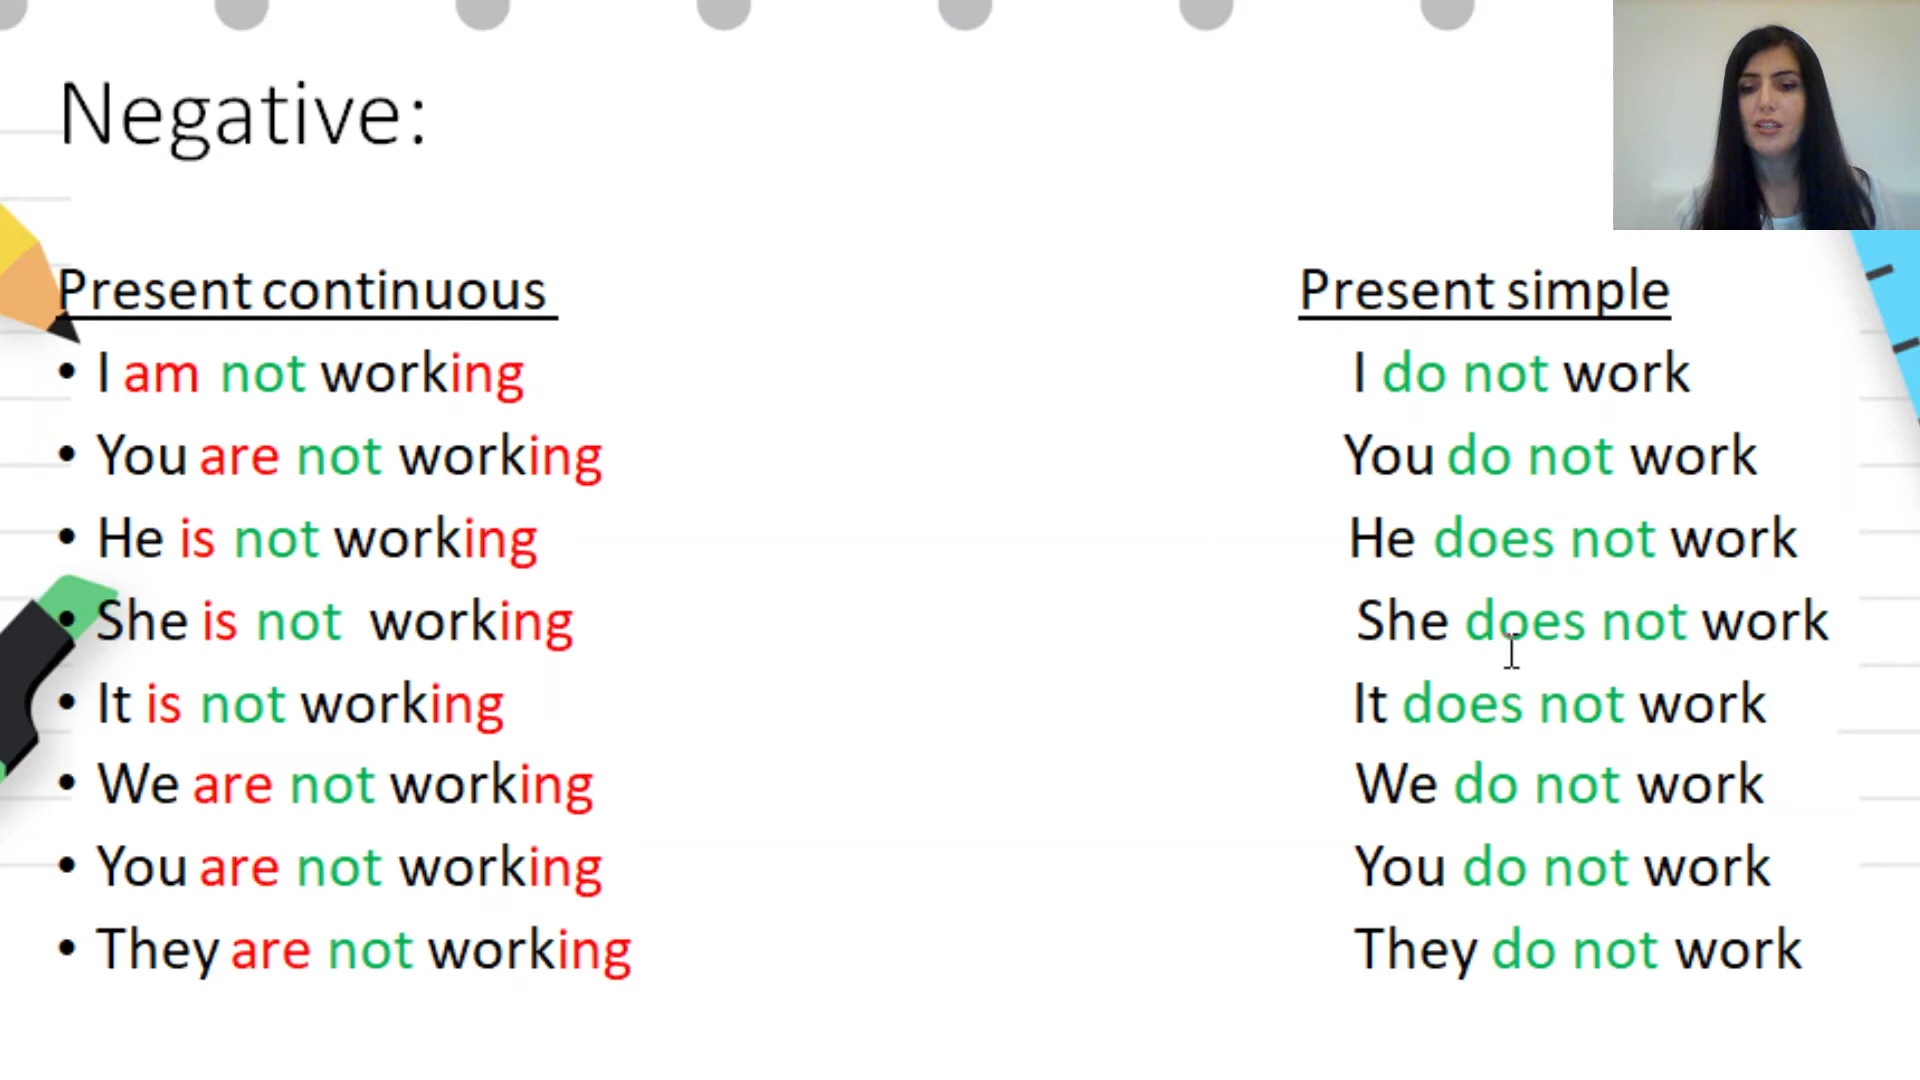 Negative:
Present continuous
I am not working
You are not working
He is not working
She is not working
It is not working
We are not working
You are not working
They are not working
Present simple
I do not work
You do not work
He does not work
She does not work
It does not work
We do not work
You do not work
They do not work